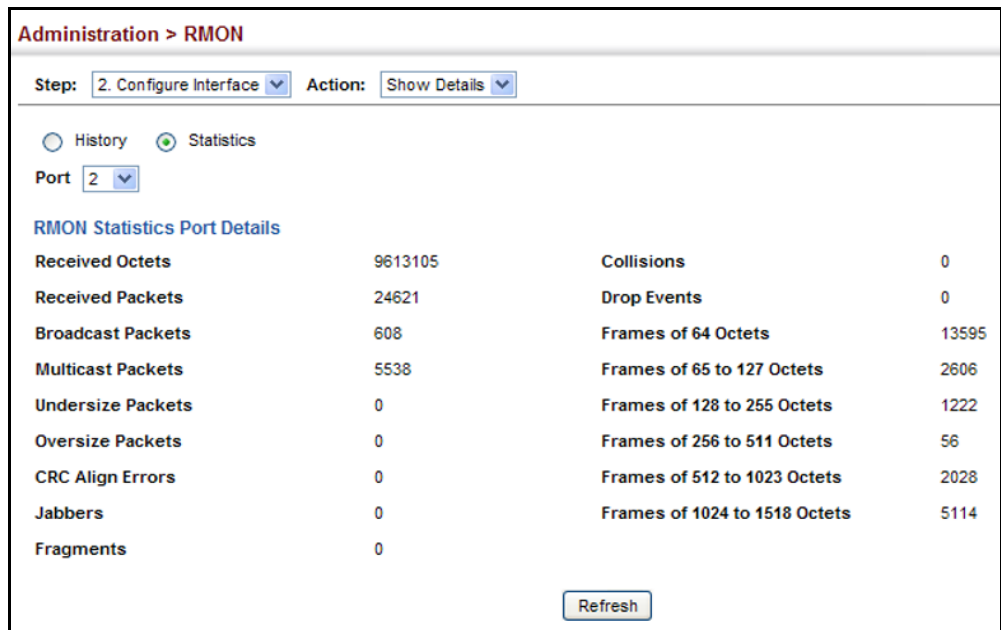 Administration > RMON
Step: 2. Configure Interface Action: Show Details
History Statistics
Port 2
RMON Statistics Port Details
Received Octets 9613105 Collisions 0
Received Packets 24621 Drop Events 0
Broadcast Packets 608 Frames of 64 Octets 13595
Multicast Packets 5538 Frames of 65 to 127 Octets 2606
Undersize Packets 0 Frames of 128 to 255 Octets 1222
Oversize Packets 0 Frames of 256 to 511 Octets 56
CRC Align Errors 0 Frames of 512 to 1023 Octets 2028
Jabbers 0 Frames of 1024 to 1518 Octets 5114
Fragments 0
Refresh